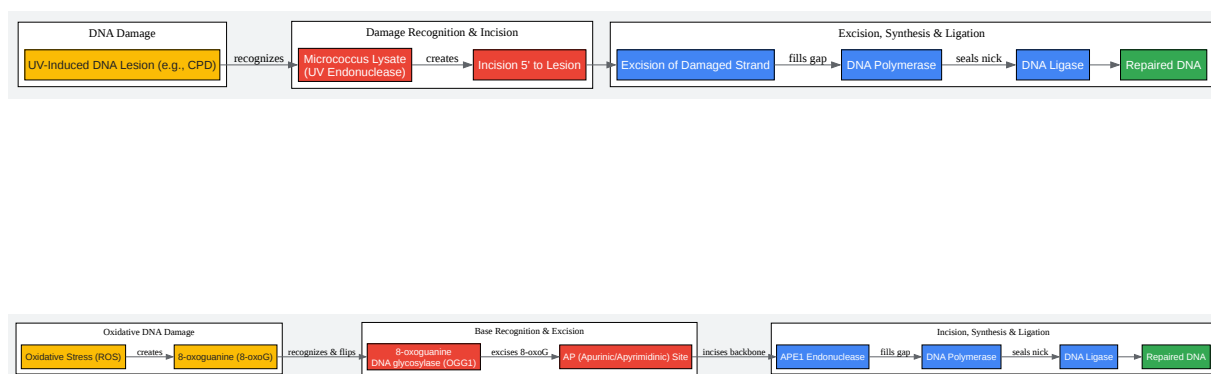 DNA Damage
UV-Induced DNA Lesion (e.g., CPD)
recognizes
Damage Recognition & Incision
Micrococcus Lysate
(UV Endonuclease)
creates
Incision 5' to Lesion
Excision, Synthesis & Ligation
Excision of Damaged Strand
fills gap
DNA Polymerase
seals nick
DNA Ligase
Repaired DNA
Oxidative DNA Damage
Oxidative Stress (ROS)
creates
8-oxoguanine (8-oxoG)
recognizes & flips
Base Recognition & Excision
8-oxoguanine
DNA glycosylase (OGG1)
excises 8-oxoG
AP (Apurinic/Apyrimidinic) Site
incises backbone
Incision, Synthesis & Ligation
APE1 Endonuclease
fills gap
DNA Polymerase
seals nick
DNA Ligase
Repaired DNA